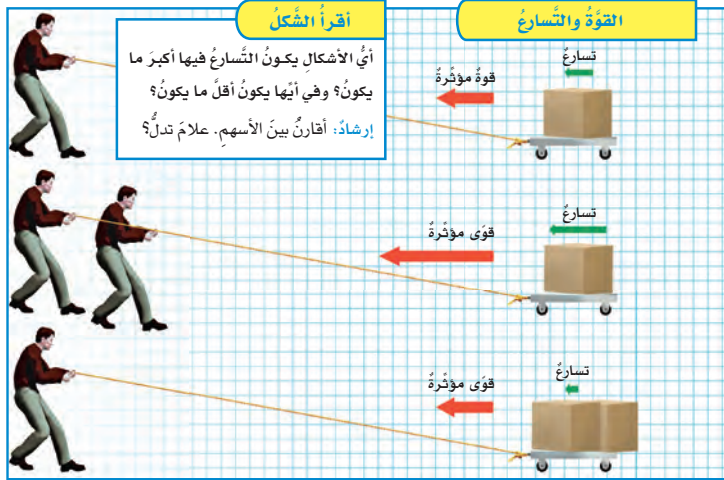 القوَّةُ والتَّسارعُ
أقرأُ الشَّكلُ
أيُّ الأشكالِ يكونُ التَّسارعُ فيها أكبرَ ما
يكونُ؟ وفي أيِّها يكونُ أقلَّ ما يكونُ؟
إرشادٌ: أقارنُ بينَ الأسهمِ. علامَ تدلُّ؟
تسارعٌ
قوةٌ مؤثِّرةٌ
تسارعٌ
قوًى مؤثِّرةٌ
تسارعٌ
قوًى مؤثِّرةٌ